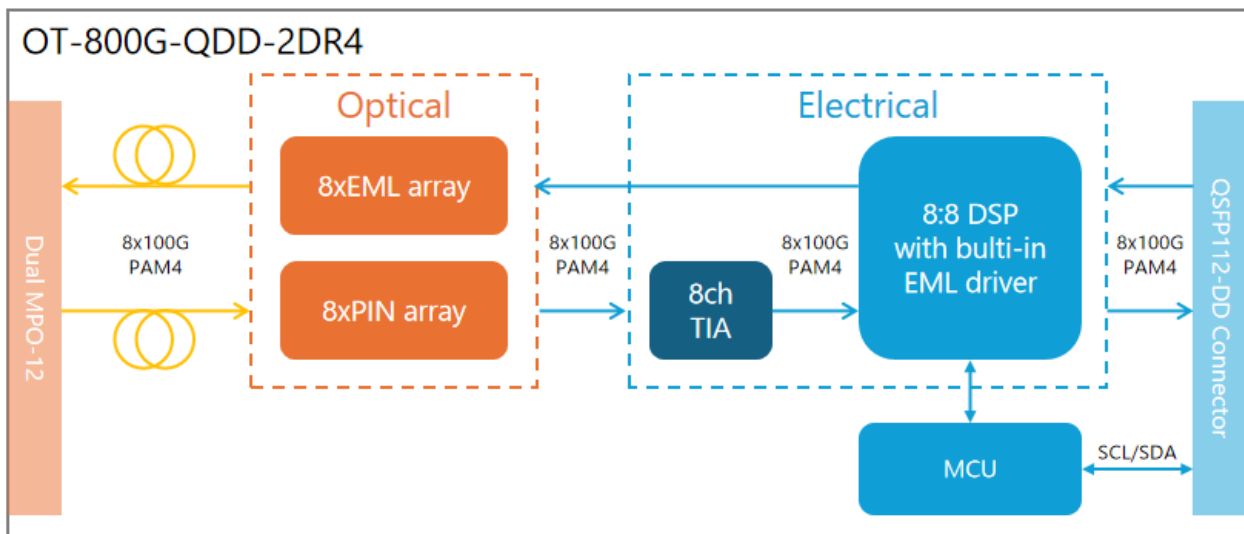 OT-800G-QDD-2DR4
Optical
Electrical
Dual MPO-12
8x100G
PAM4
8xEML array
8xPIN array
8x100G
PAM4
8ch
TIA
8x100G
PAM4
8:8 DSP
with bulti-in
EML driver
8x100G
PAM4
QSFP112-DD Connector
MCU
SCL/SDA